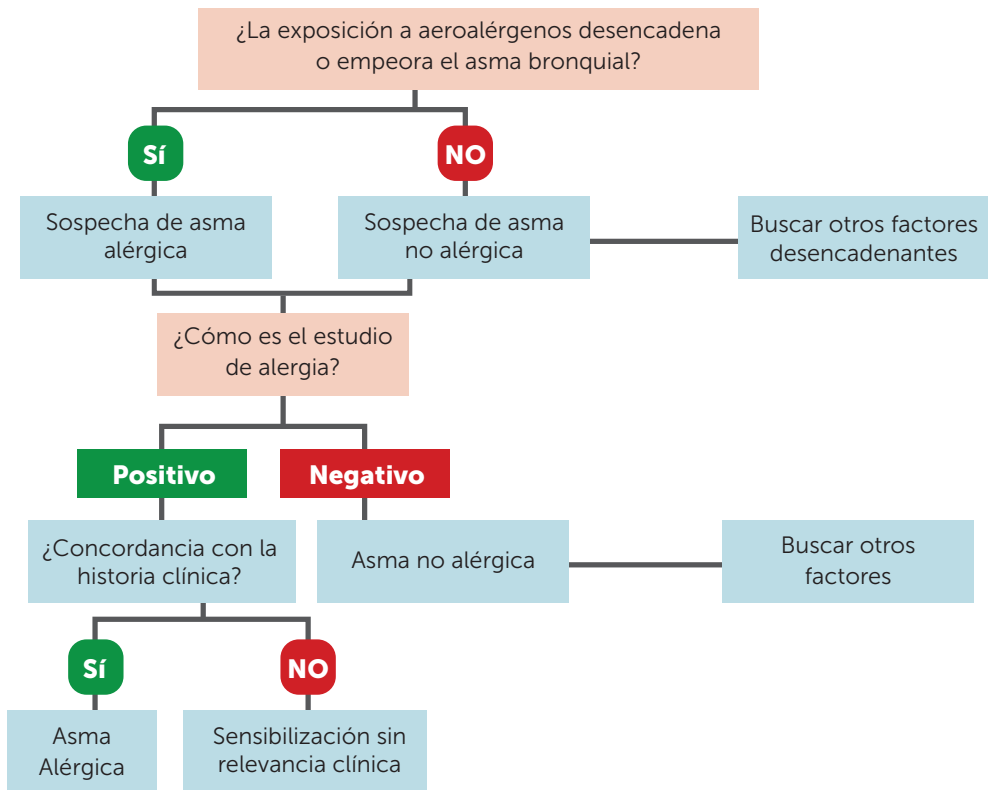 ¿La exposición a aeroalérgenos desencadena
o empeora el asma bronquial?
Sí
NO
Sospecha de asma
alérgica
Sospecha de asma
no alérgica
Buscar otros factores
desencadenantes
¿Cómo es el estudio
de alergia?
Positivo
Negativo
¿Concordancia con la
historia clínica?
Asma no alérgica
Buscar otros
factores
Sí
NO
Asma
Alérgica
Sensibilización sin
relevancia clínica